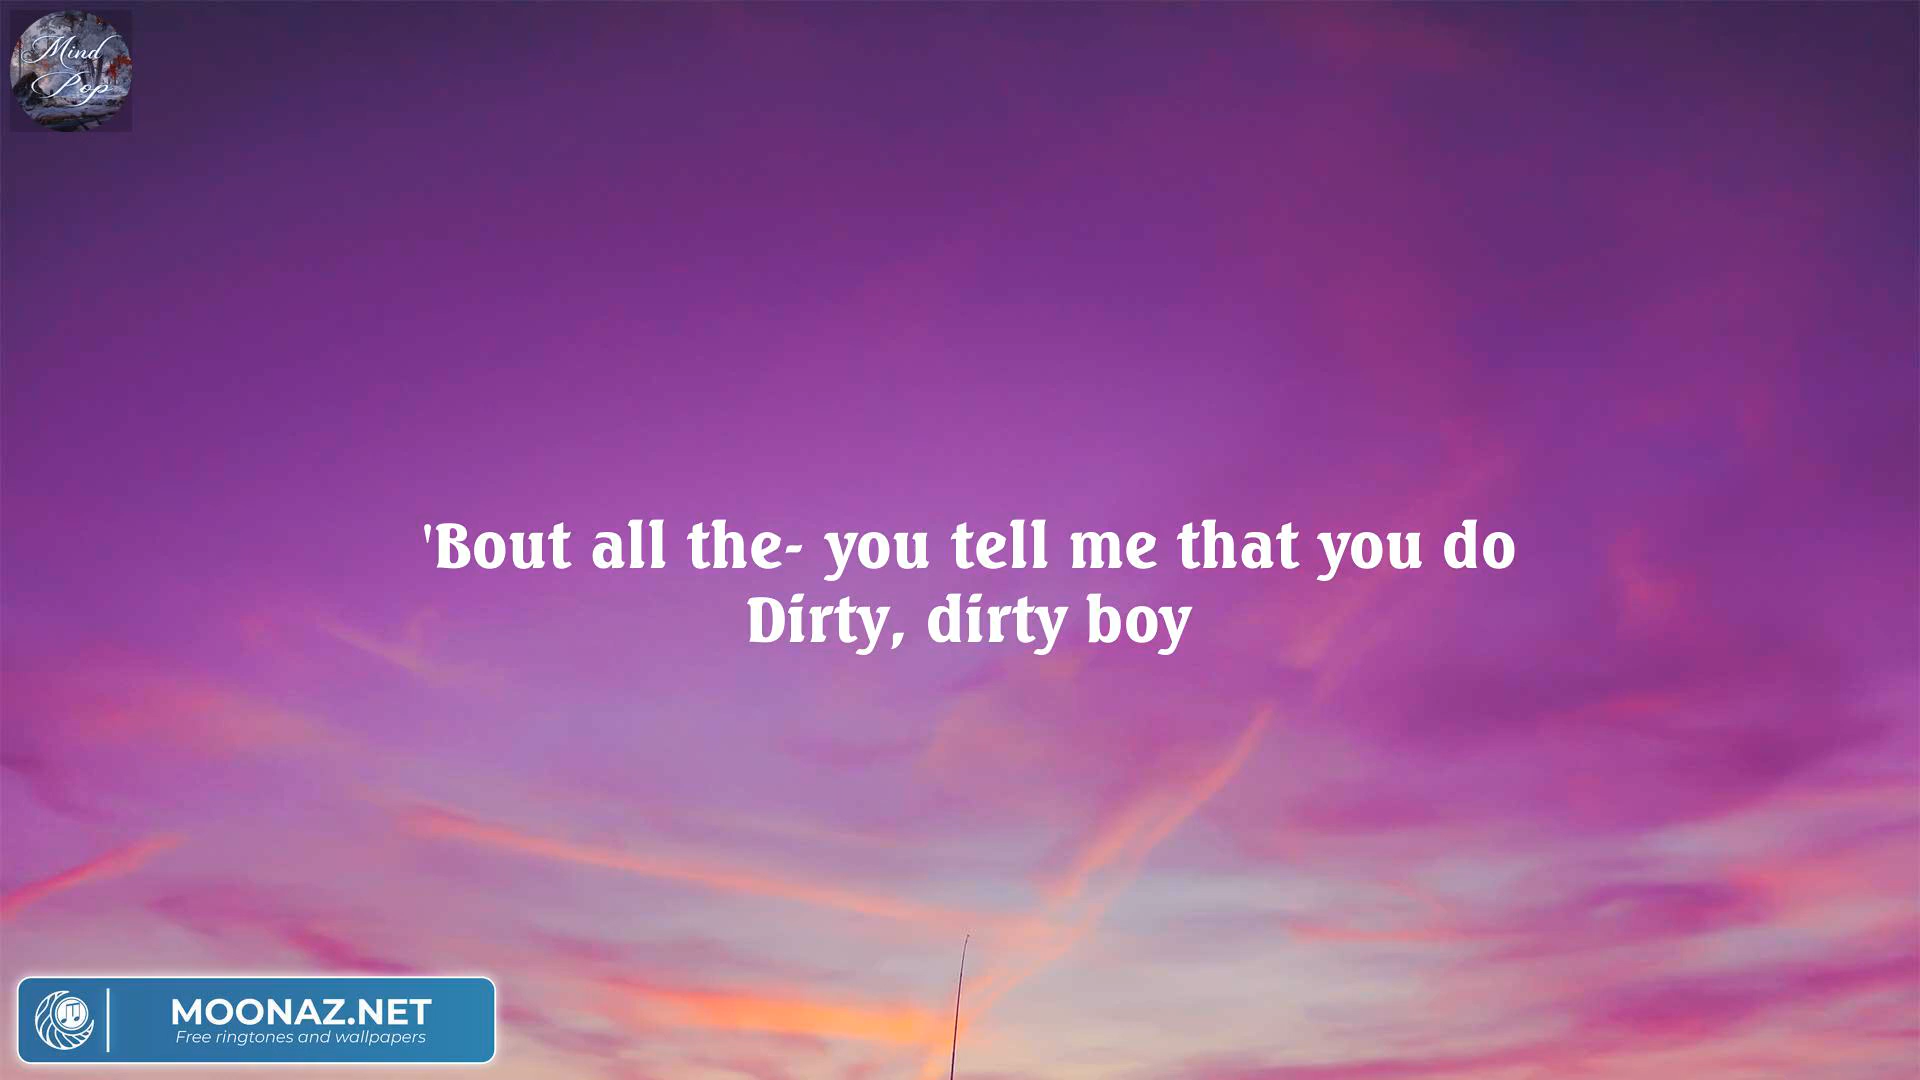 Mind
Pop
'Bout all the- you tell me that you do
Dirty, dirty boy
MOONAZ.NET
Free ringtones and wallpapers